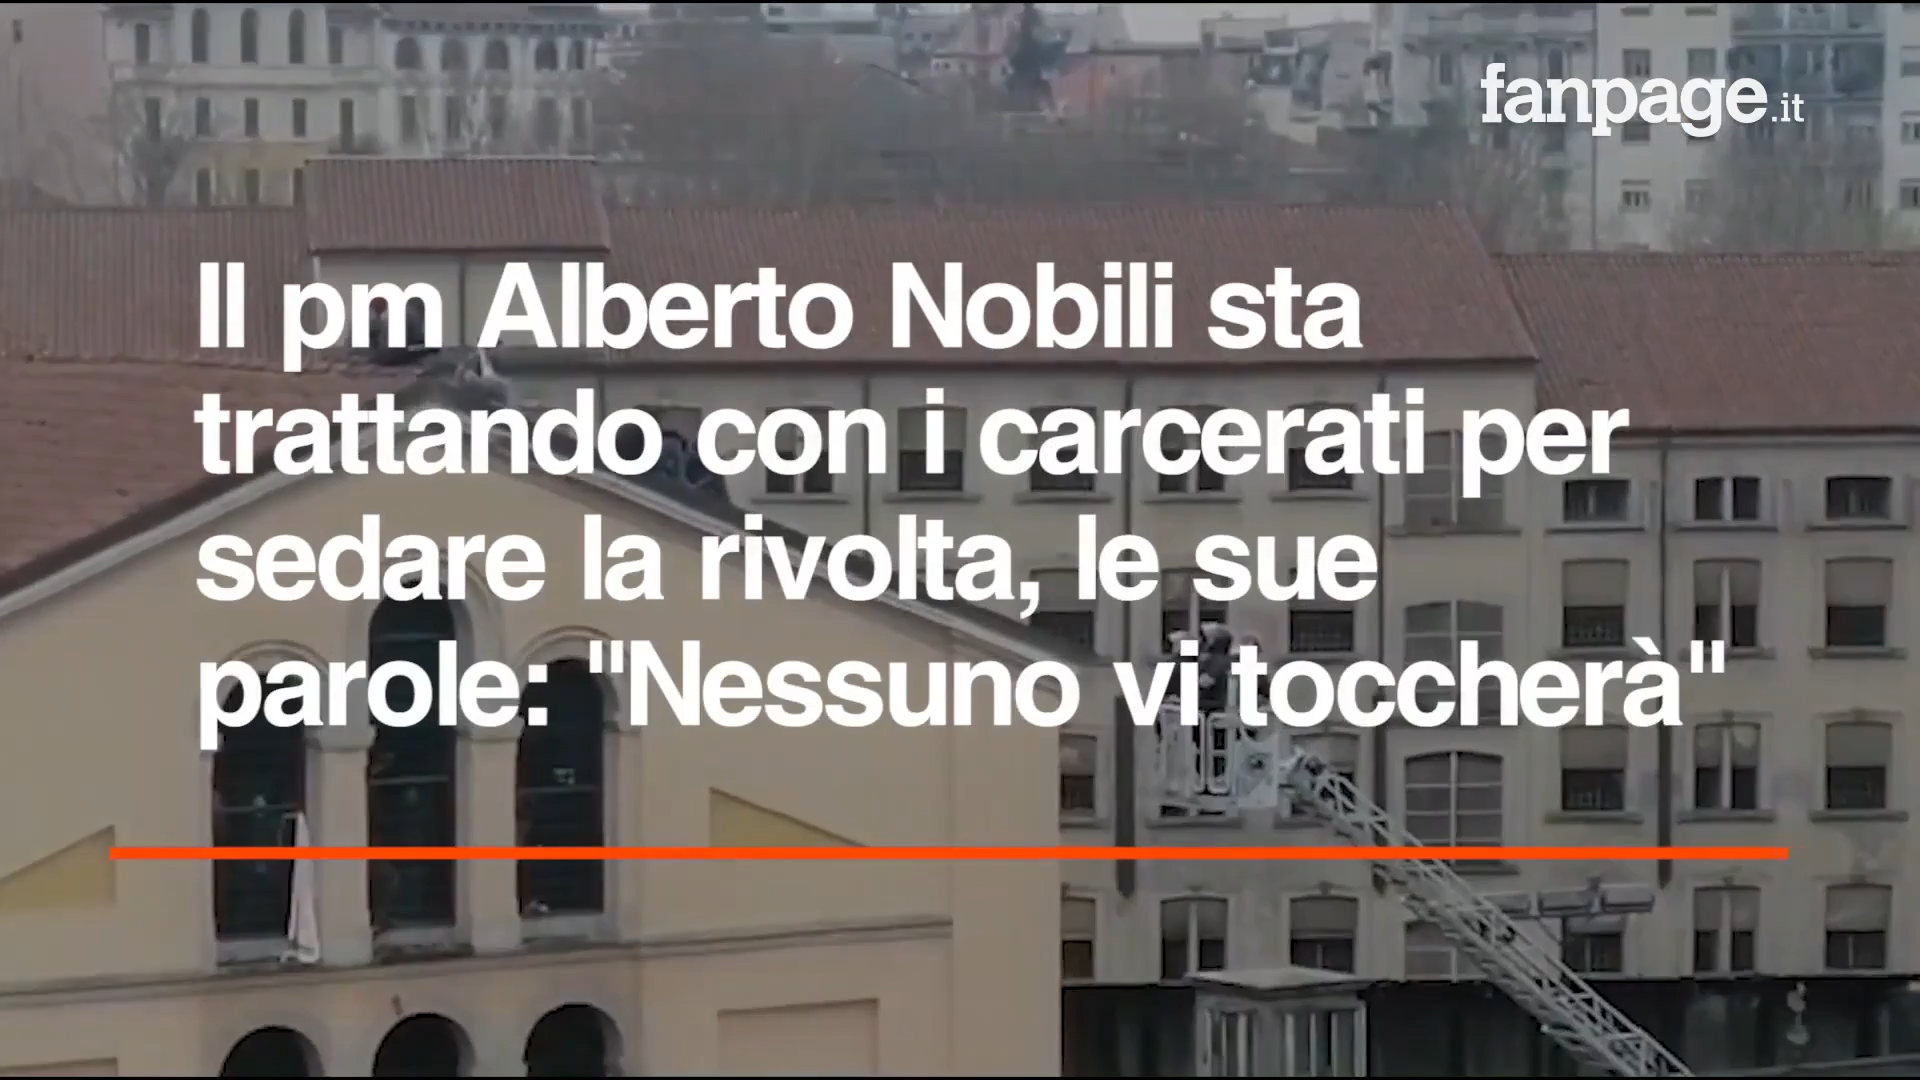 fanpage.it
Il pm Alberto Nobili sta
trattando con i carcerati per
sedare la rivolta, le sue
parole: "Nessuno vi toccherà"